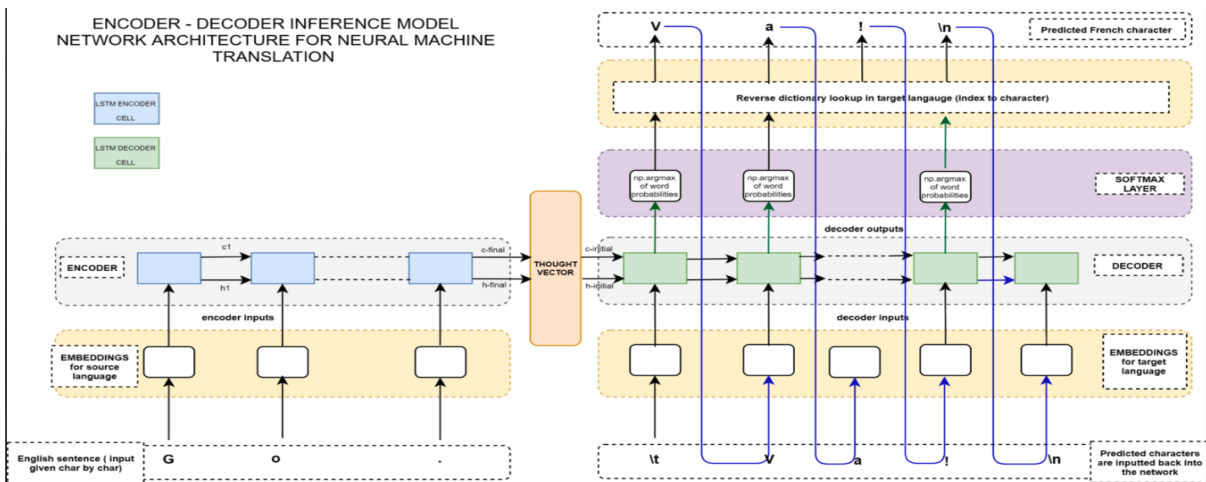 ENCODER - DECODER INFERENCE MODEL
NETWORK ARCHITECTURE FOR NEURAL MACHINE
TRANSLATION
LSTM ENCODER
CELL
LSTM DECODER
CELL
V a ! \n
Predicted French character
Reverse dictionary lookup in target langauge (index to character)
np.argmax
of word
probabilities
np.argmax
of word
probabilities
np.argmax
of word
probabilities
SOFTMAX
LAYER
decoder outputs
ENCODER
c1
h1
c-final
h-final
THOUGHT
VECTOR
c-initial
h-initial
DECODER
encoder inputs
decoder inputs
EMBEDDINGS
for source
language
EMBEDDINGS
for target
language
English sentence ( input
given char by char)
G o .
\t V a ! \n
Predicted characters
are inputted back into
the network